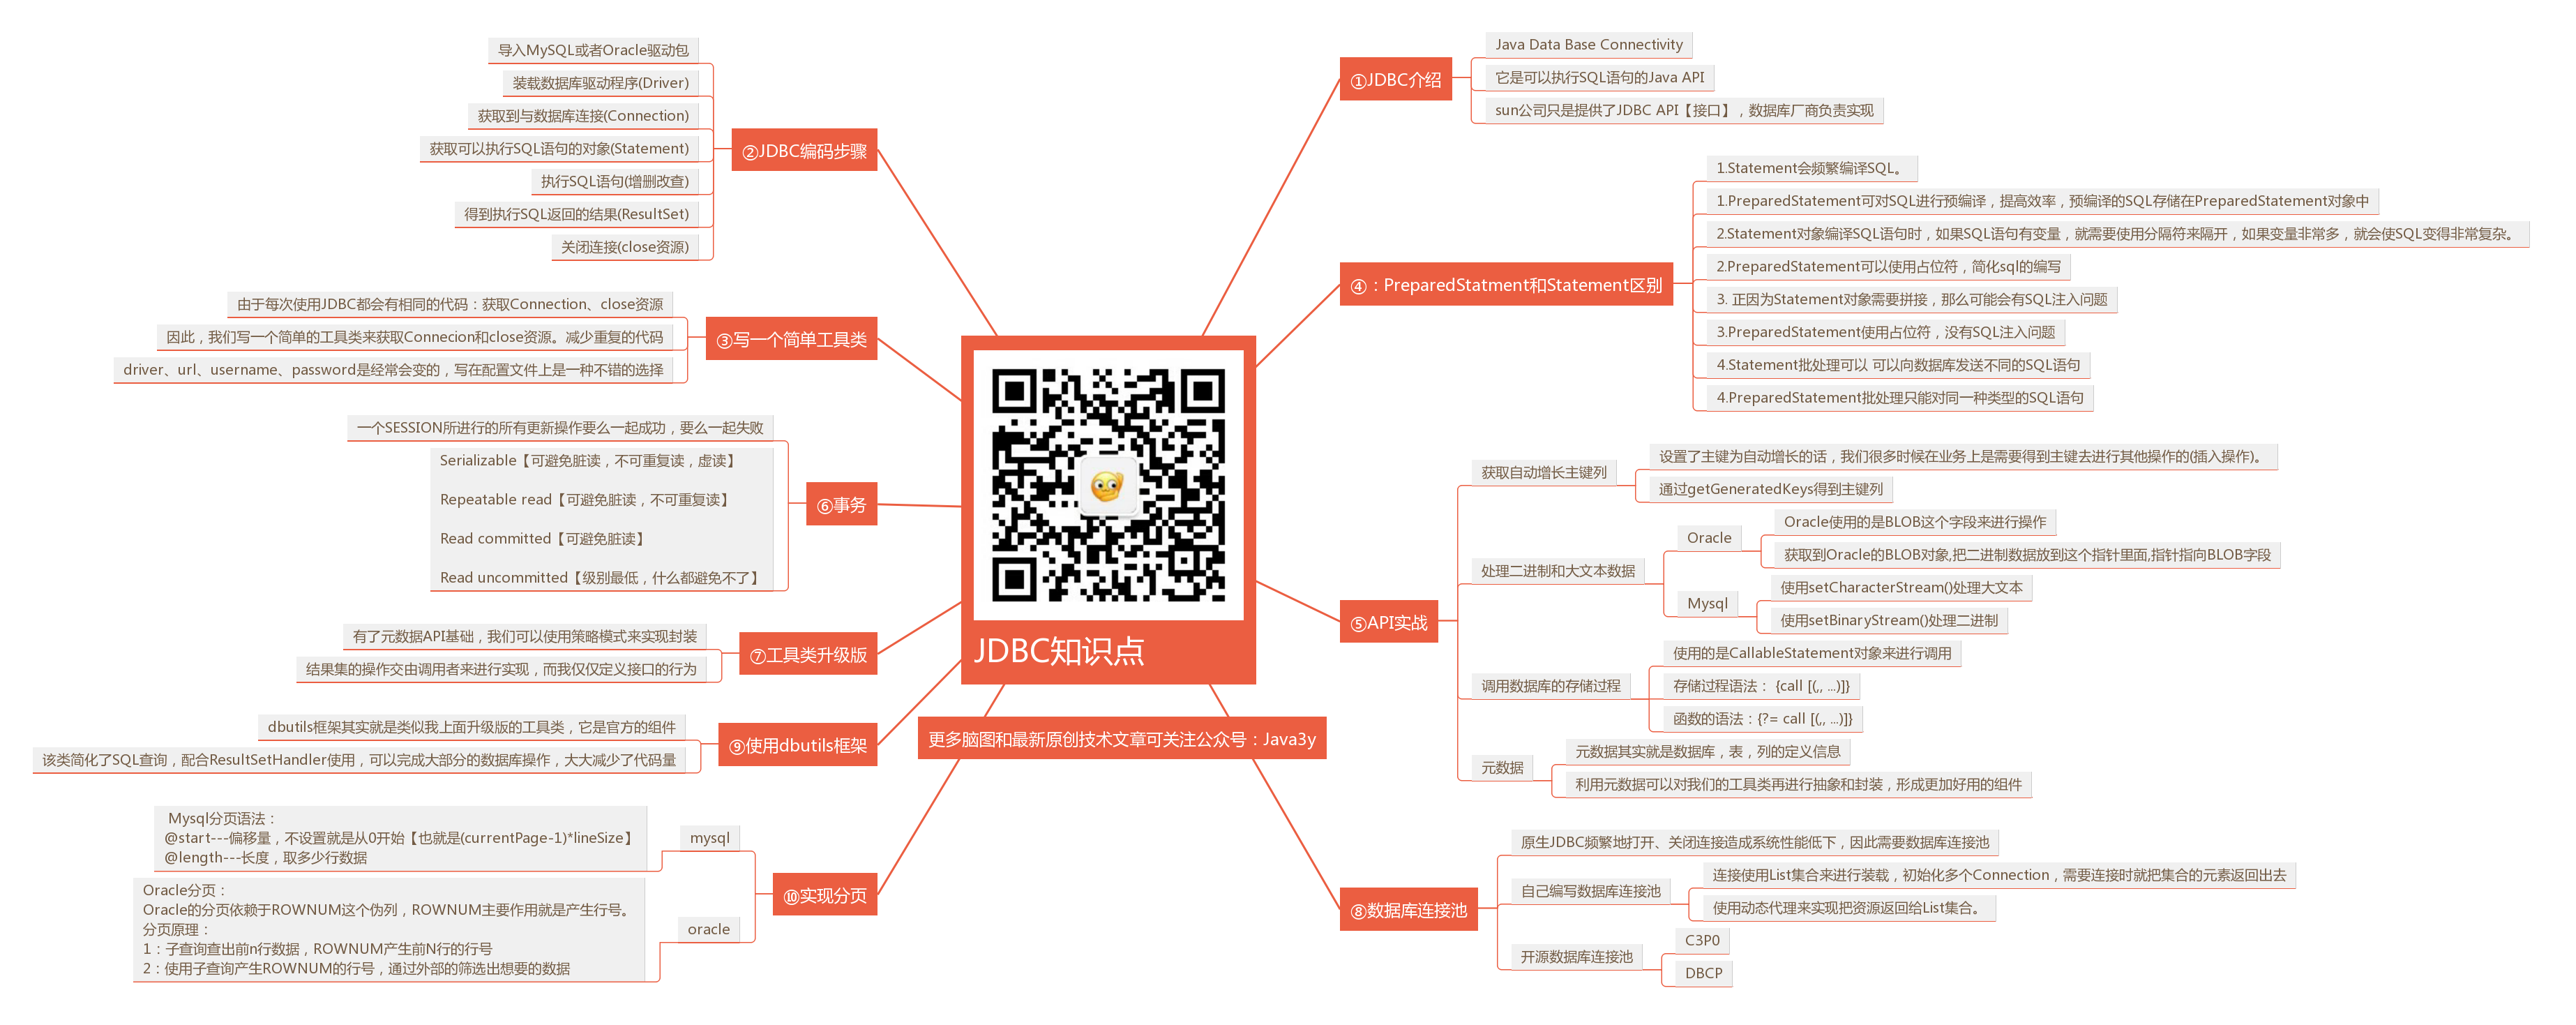 JDBC知识点
更多脑图和最新原创技术文章可关注公众号：Java3y
①JDBC介绍
Java Data Base Connectivity
它是可以执行SQL语句的Java API
sun公司只是提供了JDBC API【接口】，数据库厂商负责实现
②JDBC编码步骤
导入MySQL或者Oracle驱动包
装载数据库驱动程序(Driver)
获取到与数据库连接(Connection)
获取可以执行SQL语句的对象(Statement)
执行SQL语句(增删改查)
得到执行SQL返回的结果(ResultSet)
关闭连接(close资源)
③写一个简单工具类
由于每次使用JDBC都会有相同的代码：获取Connection、close资源
因此，我们写一个简单的工具类来获取Connecion和close资源。减少重复的代码
driver、url、username、password是经常会变的，写在配置文件上是一种不错的选择
④：PreparedStatment和Statement区别
1.Statement会频繁编译SQL。
1.PreparedStatement可对SQL进行预编译，提高效率，预编译的SQL存储在PreparedStatement对象中
2.Statement对象编译SQL语句时，如果SQL语句有变量，就需要使用分隔符来隔开，如果变量非常多，就会使SQL变得非常复杂。
2.PreparedStatement可以使用占位符，简化sql的编写
3. 正因为Statement对象需要拼接，那么可能会有SQL注入问题
3.PreparedStatement使用占位符，没有SQL注入问题
4.Statement批处理可以 可以向数据库发送不同的SQL语句
4.PreparedStatement批处理只能对同一种类型的SQL语句
⑤API实战
获取自动增长主键列
设置了主键为自动增长的话，我们很多时候在业务上是需要得到主键去进行其他操作的(插入操作)。
通过getGeneratedKeys得到主键列
处理二进制和大文本数据
Oracle
Oracle使用的是BLOB这个字段来进行操作
获取到Oracle的BLOB对象,把二进制数据放到这个指针里面,指针指向BLOB字段
Mysql
使用setCharacterStream()处理大文本
使用setBinaryStream()处理二进制
调用数据库的存储过程
使用的是CallableStatement对象来进行调用
存储过程语法： {call [(,, ...)]}
函数的语法：{?= call [(,, ...)]}
元数据
元数据其实就是数据库，表，列的定义信息
利用元数据可以对我们的工具类再进行抽象和封装，形成更加好用的组件
⑥事务
一个SESSION所进行的所有更新操作要么一起成功，要么一起失败
Serializable【可避免脏读，不可重复读，虚读】
Repeatable read【可避免脏读，不可重复读】
Read committed【可避免脏读】
Read uncommitted【级别最低，什么都避免不了】
⑦工具类升级版
有了元数据API基础，我们可以使用策略模式来实现封装
结果集的操作交由调用者来进行实现，而我仅仅定义接口的行为
⑧数据库连接池
原生JDBC频繁地打开、关闭连接造成系统性能低下，因此需要数据库连接池
自己编写数据库连接池
连接使用List集合来进行装载，初始化多个Connection，需要连接时就把集合的元素返回出去
使用动态代理来实现把资源返回给List集合。
开源数据库连接池
C3P0
DBCP
⑨使用dbutils框架
dbutils框架其实就是类似我上面升级版的工具类，它是官方的组件
该类简化了SQL查询，配合ResultSetHandler使用，可以完成大部分的数据库操作，大大减少了代码量
⑩实现分页
mysql
Mysql分页语法：
@start---偏移量，不设置就是从0开始【也就是(currentPage-1)*lineSize】
@length---长度，取多少行数据
oracle
Oracle分页：
Oracle的分页依赖于ROWNUM这个伪列，ROWNUM主要作用就是产生行号。
分页原理：
1：子查询查出前n行数据，ROWNUM产生前N行的行号
2：使用子查询产生ROWNUM的行号，通过外部的筛选出想要的数据